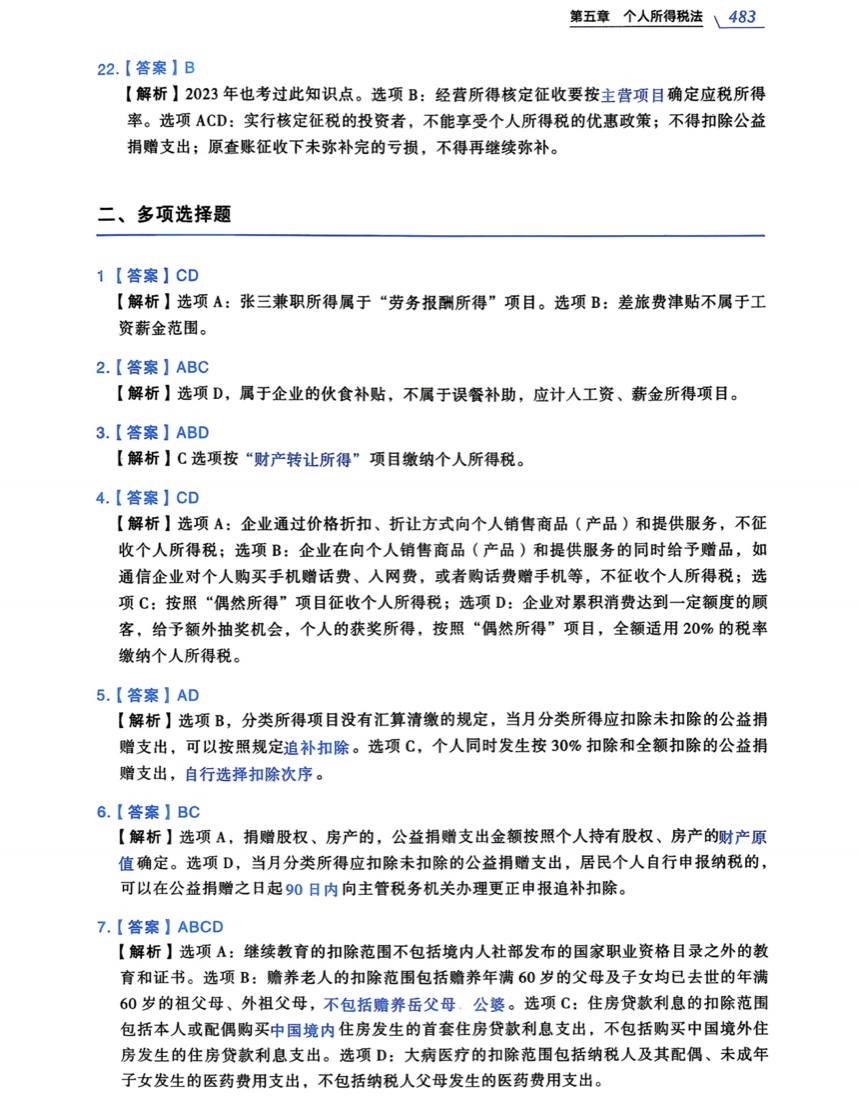 第五章 个人所得税法 483
22.【答案】B
【解析】2023年也考过此知识点。选项B：经营所得核定征收要按主营项目确定应税所得
率。选项ACD：实行核定征税的投资者，不能享受个人所得税的优惠政策；不得扣除公益
捐赠支出；原查账征收下未弥补完的亏损，不得再继续弥补。
二、多项选择题
1【答案】CD
【解析】选项A：张三兼职所得属于“劳务报酬所得”项目。选项B：差旅费津贴不属于工
资薪金范围。
2.【答案】ABC
【解析】选项D，属于企业的伙食补贴，不属于误餐补助，应计人工资、薪金所得项目。
3.【答案】ABD
【解析】C选项按“财产转让所得”项目缴纳个人所得税。
4.【答案】CD
【解析】选项A：企业通过价格折扣、折让方式向个人销售商品（产品）和提供服务，不征
收个人所得税；选项B：企业在向个人销售商品（产品）和提供服务的同时给予赠品，如
通信企业对个人购买手机赠话费、人网费，或者购话费赠手机等，不征收个人所得税；选
项C：按照“偶然所得”项目征收个人所得税；选项D：企业对累积消费达到一定额度的顾
客，给予额外抽奖机会，个人的获奖所得，按照“偶然所得”项目，全额适用20%的税率
缴纳个人所得税。
5.【答案】AD
【解析】选项B，分类所得项目没有汇算清缴的规定，当月分类所得应扣除未扣除的公益捐
赠支出，可以按照规定追补扣除。选项C，个人同时发生按30%扣除和全额扣除的公益捐
赠支出，自行选择扣除次序。
6.【答案】BC
【解析】选项A，捐赠股权、房产的，公益捐赠支出金额按照个人持有股权、房产的财产原
值确定。选项D，当月分类所得应扣除未扣除的公益捐赠支出，居民个人自行申报纳税的，
可以在公益捐赠之日起90日内向主管税务机关办理更正申报追补扣除。
7.【答案】ABCD
【解析】选项A：继续教育的扣除范围不包括境内人社部发布的国家职业资格目录之外的教
育和证书。选项B：赡养老人的扣除范围包括赡养年满60岁的父母及子女均已去世的年满
60岁的祖父母、外祖父母，不包括赡养岳父母、公婆。选项C：住房贷款利息的扣除范围
包括本人或配偶购买中国境内住房发生的首套住房贷款利息支出，不包括购买中国境外住
房发生的住房贷款利息支出。选项D：大病医疗的扣除范围包括纳税人及其配偶、未成年
子女发生的医药费用支出，不包括纳税人父母发生的医药费用支出。